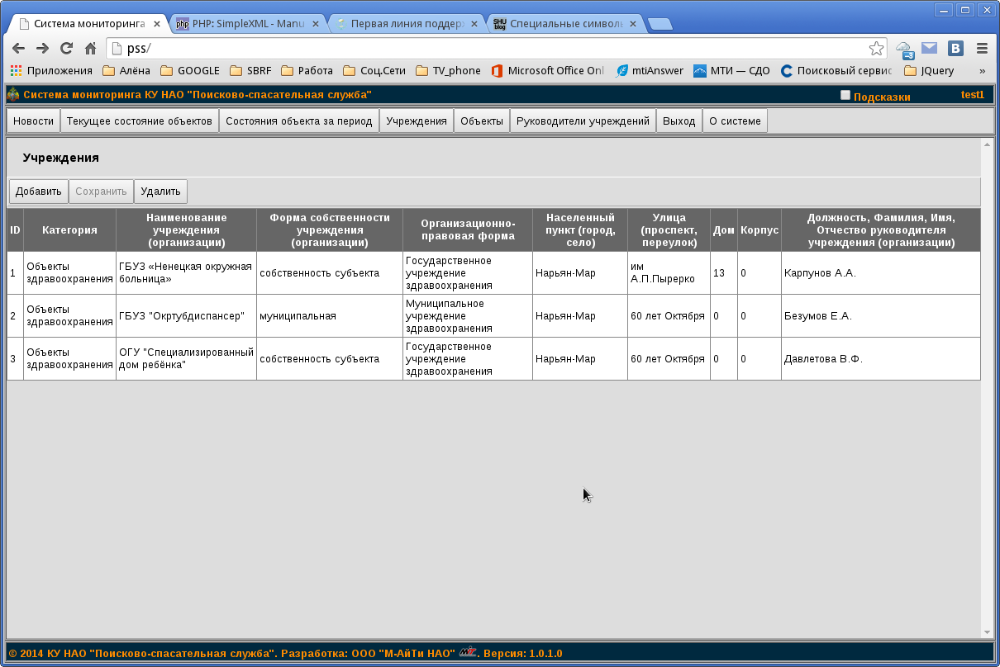 Система мониторинга
PHP: SimpleXML - Manu
Первая линия поддер
Специальные символ
pss/
-3
Приложения Алёна GOOGLE SBRF Работа Соц.Сети TV_phone Microsoft Office Onl mtiAnswer МТИ — СДО Поисковый сервис JQuery »
Система мониторинга КУ НАО "Поисково-спасательная служба" Подсказки test1
Новости Текущее состояние объектов Состояния объекта за период Учреждения Объекты Руководители учреждений Выход О системе
Учреждения
Добавить Сохранить Удалить
ID
Категория
Наименование
учреждения
(организации)
Форма собственности
учреждения
(организации)
Организационно-
правовая форма
Населенный
пункт (город,
село)
Улица
(проспект,
переулок)
Дом
Корпус
Должность, Фамилия, Имя,
Отчество руководителя
учреждения (организации)
1
Объекты
здравоохранения
ГБУЗ «Ненецкая окружная
больница»
собственность субъекта
Государственное
учреждение
здравоохранения
Нарьян-Мар
им
А.П.Пырерко
13
0
Карпунов А.А.
2
Объекты
здравоохранения
ГБУЗ "Окртубдиспансер"
муниципальная
Муниципальное
учреждение
здравоохранения
Нарьян-Мар
60 лет Октября
0
0
Безумов Е.А.
3
Объекты
здравоохранения
ОГУ "Специализированный
дом ребёнка"
собственность субъекта
Государственное
учреждение
здравоохранения
Нарьян-Мар
60 лет Октября
0
0
Давлетова В.Ф.
© 2014 КУ НАО "Поисково-спасательная служба". Разработка: ООО "М-АйТи НАО" . Версия: 1.0.1.0